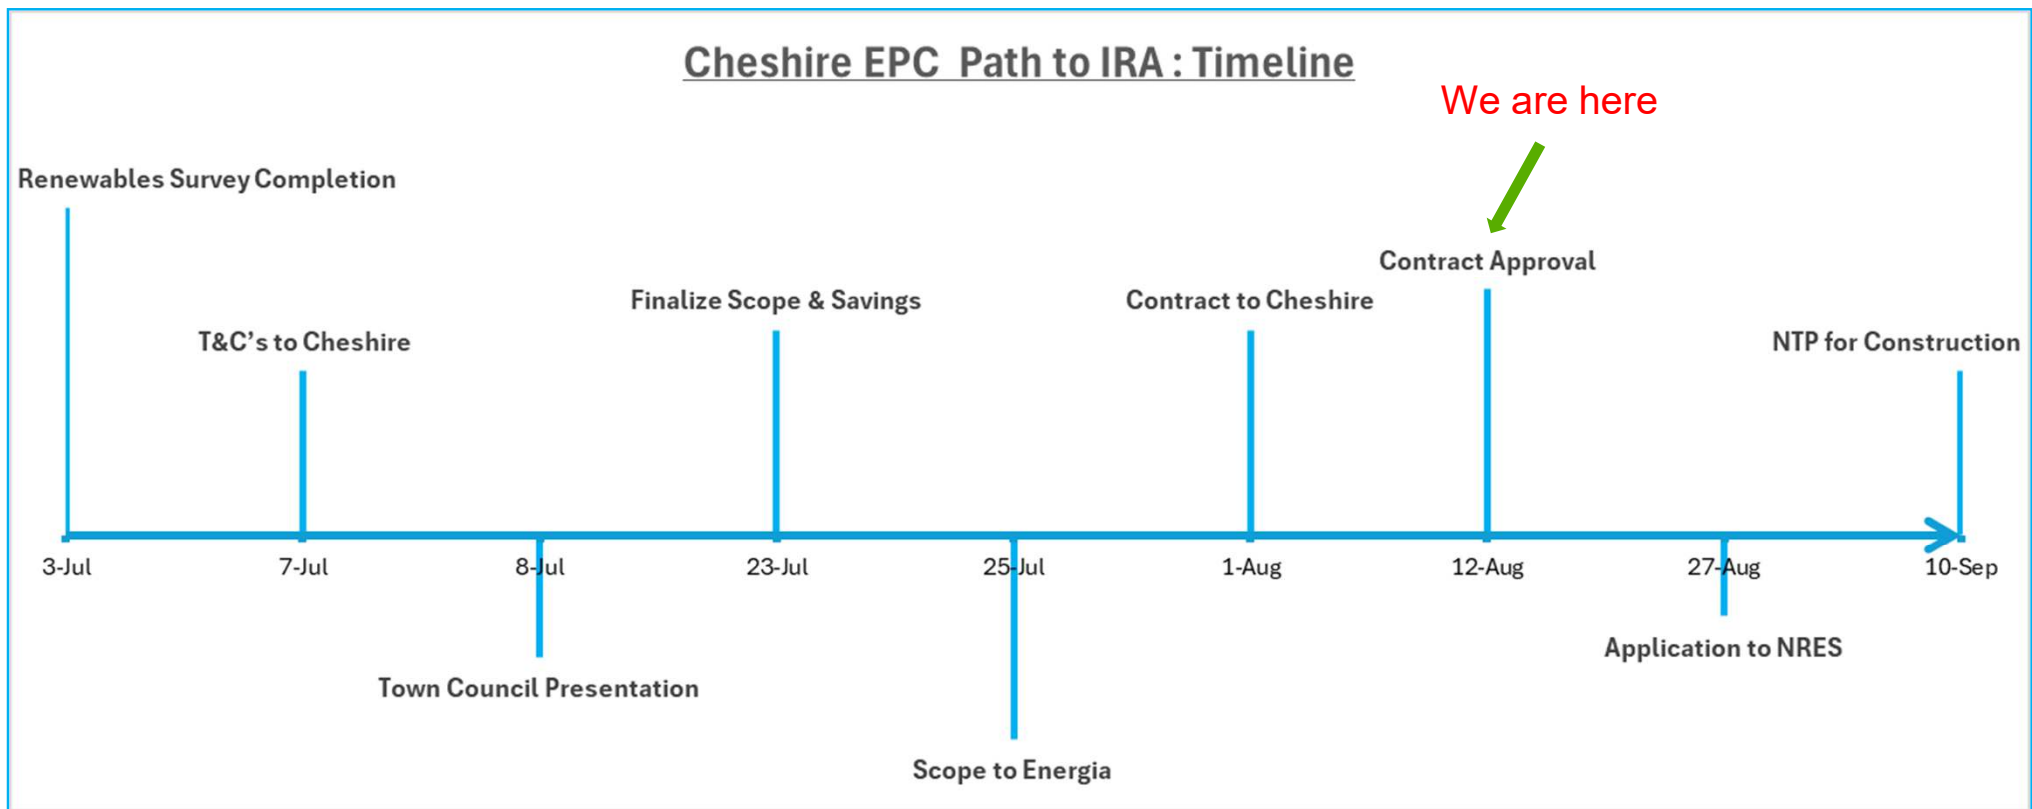 Cheshire EPC Path to IRA : Timeline
We are here
Renewables Survey Completion
Contract Approval
Finalize Scope & Savings
Contract to Cheshire
T&C’s to Cheshire
NTP for Construction
3-Jul
7-Jul
8-Jul
23-Jul
25-Jul
1-Aug
12-Aug
27-Aug
10-Sep
Application to NRES
Town Council Presentation
Scope to Energia